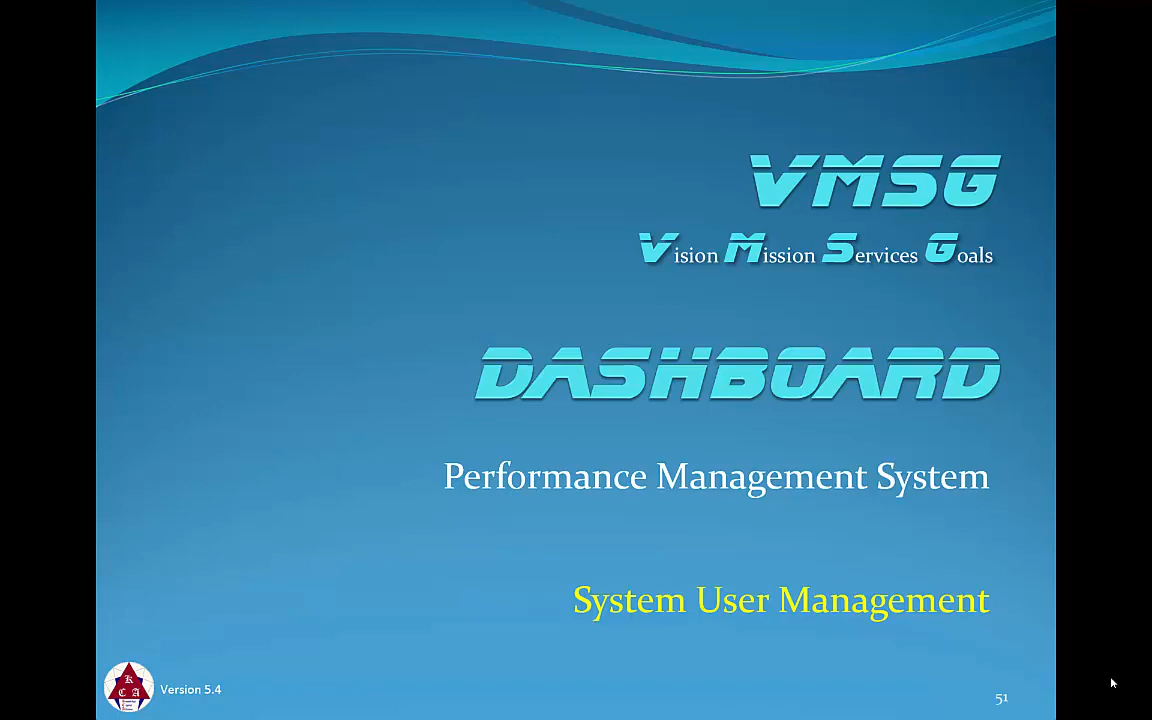 VMSG
Vision Mission Services Goals
DASHBOARD
Performance Management System
System User Management
K
C A
Version 5.4
51